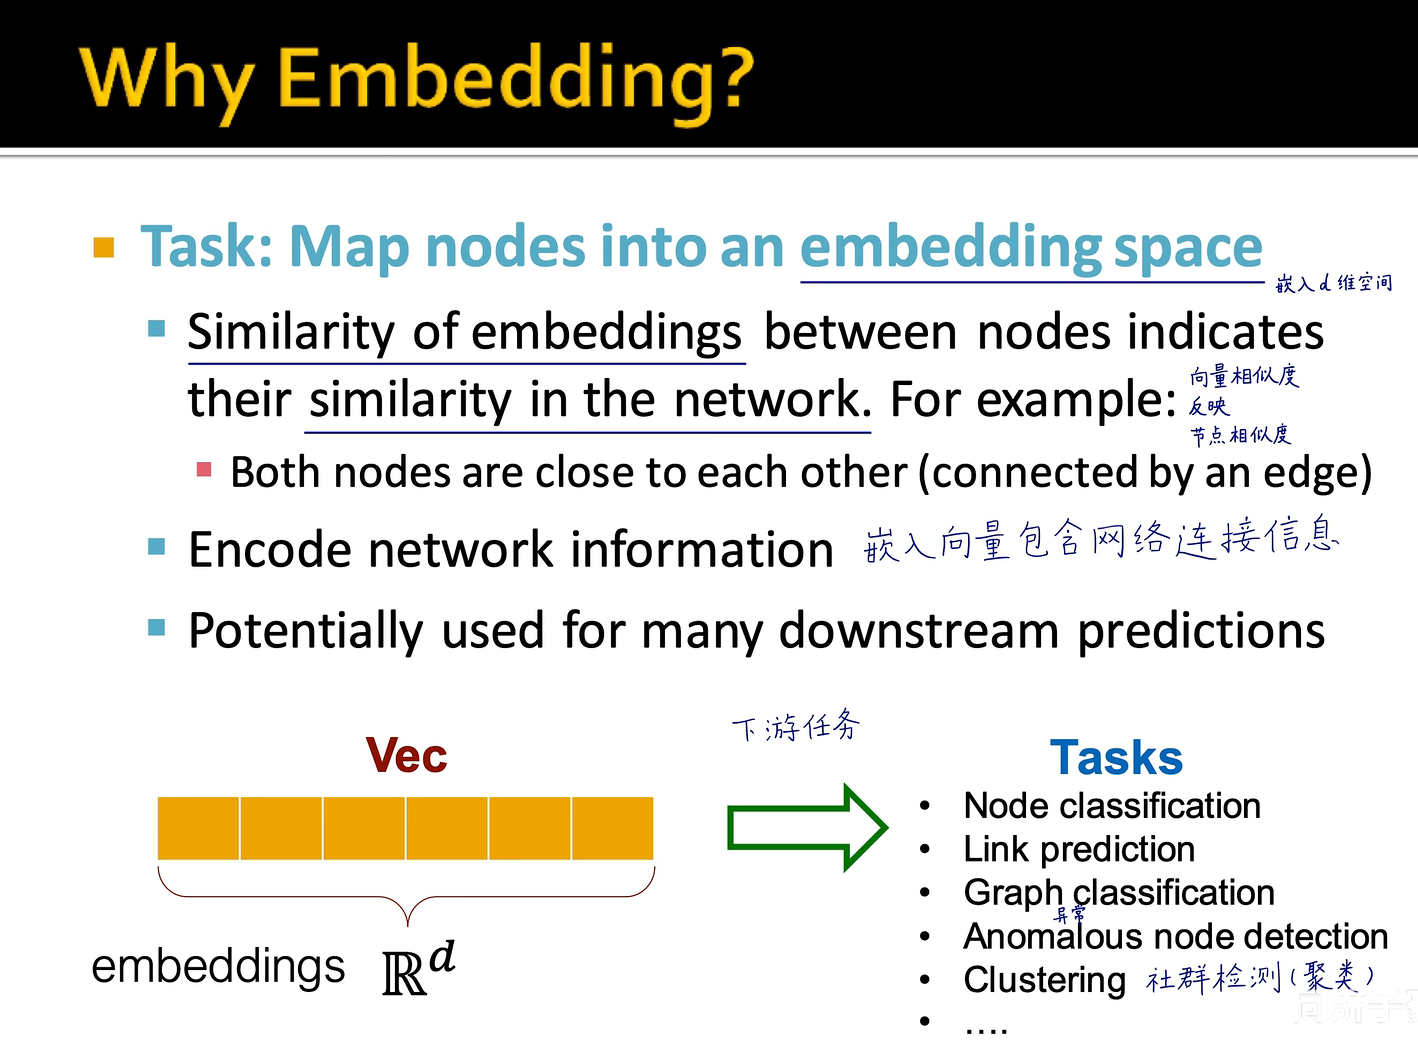 Why Embedding?
Task: Map nodes into an embedding space
嵌入d维空间
Similarity of embeddings between nodes indicates
their similarity in the network. For example:
向量相似度
反映
节点相似度
Both nodes are close to each other (connected by an edge)
Encode network information 嵌入向量包含网络连接信息
Potentially used for many downstream predictions
下游任务
Vec
embeddings ℝᵈ
Tasks
• Node classification
• Link prediction
• Graph classification
异常
• Anomalous node detection
• Clustering 社群检测(聚类)
• ....